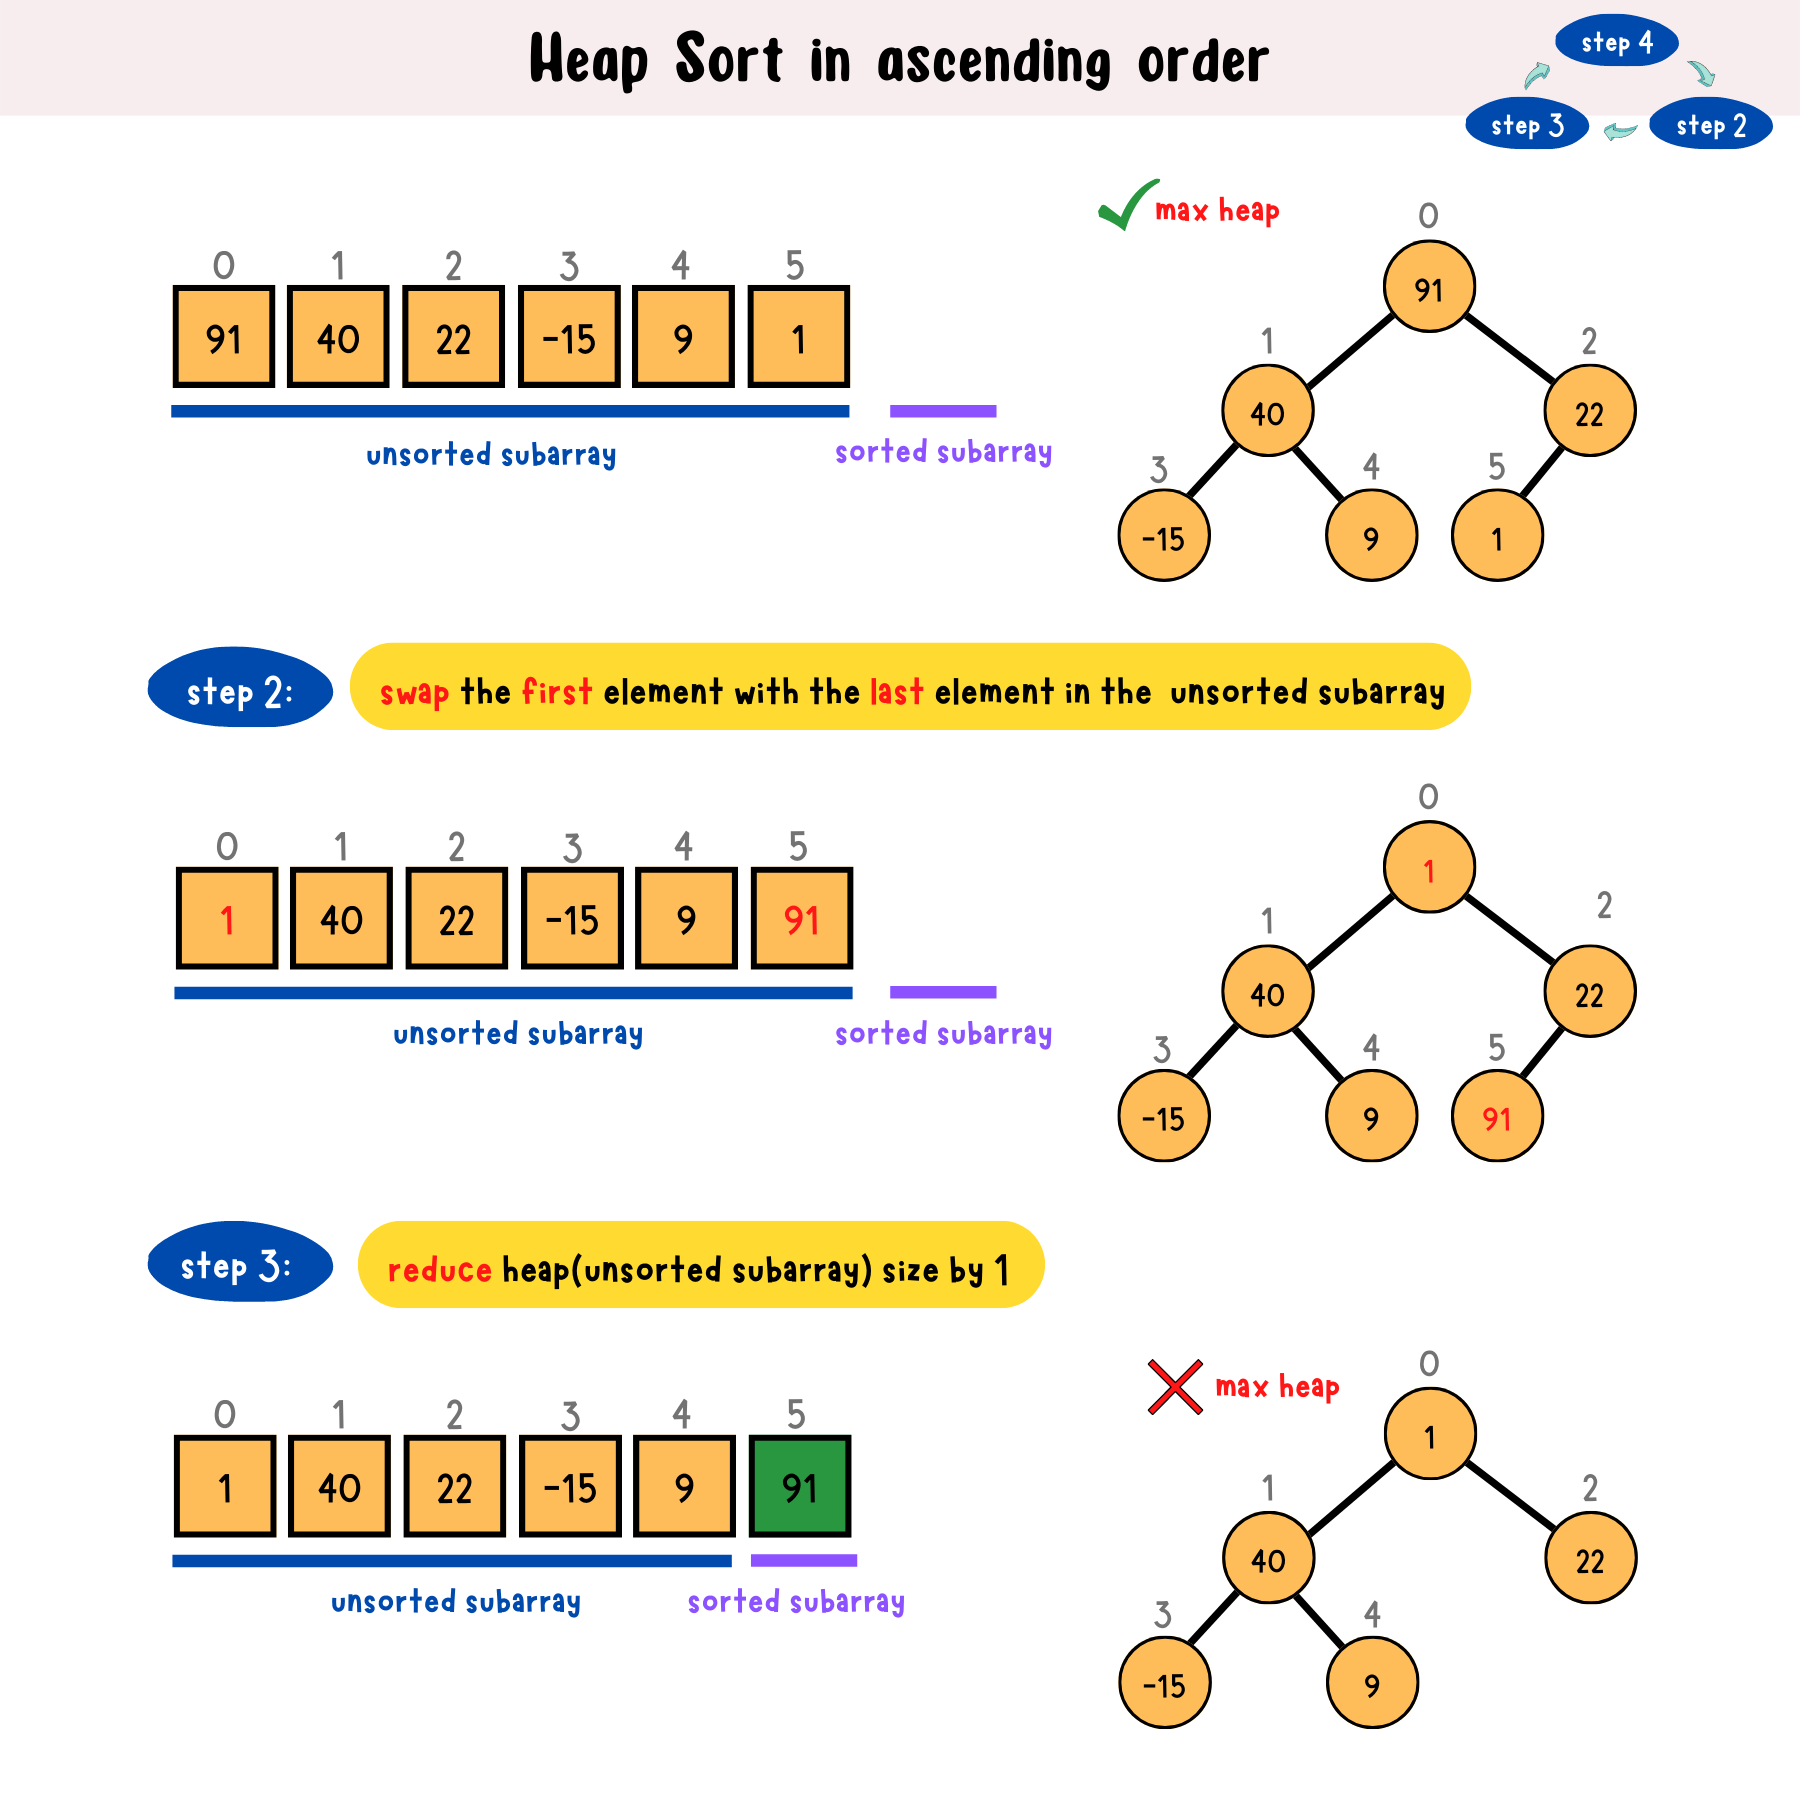 Heap Sort in ascending order
step 4
step 3
step 2
max heap
0
0 1 2 3 4 5
91
1 2
91 40 22 -15 9 1
40 22
unsorted subarray
sorted subarray
3 4 5
-15 9 1
step 2:
swap the first element with the last element in the unsorted subarray
0
0 1 2 3 4 5
1
1 2
1 40 22 -15 9 91
40 22
unsorted subarray
sorted subarray
3 4 5
-15 9 91
step 3:
reduce heap(unsorted subarray) size by 1
max heap
0
0 1 2 3 4 5
1
1 2
1 40 22 -15 9 91
40 22
unsorted subarray
sorted subarray
3 4
-15 9